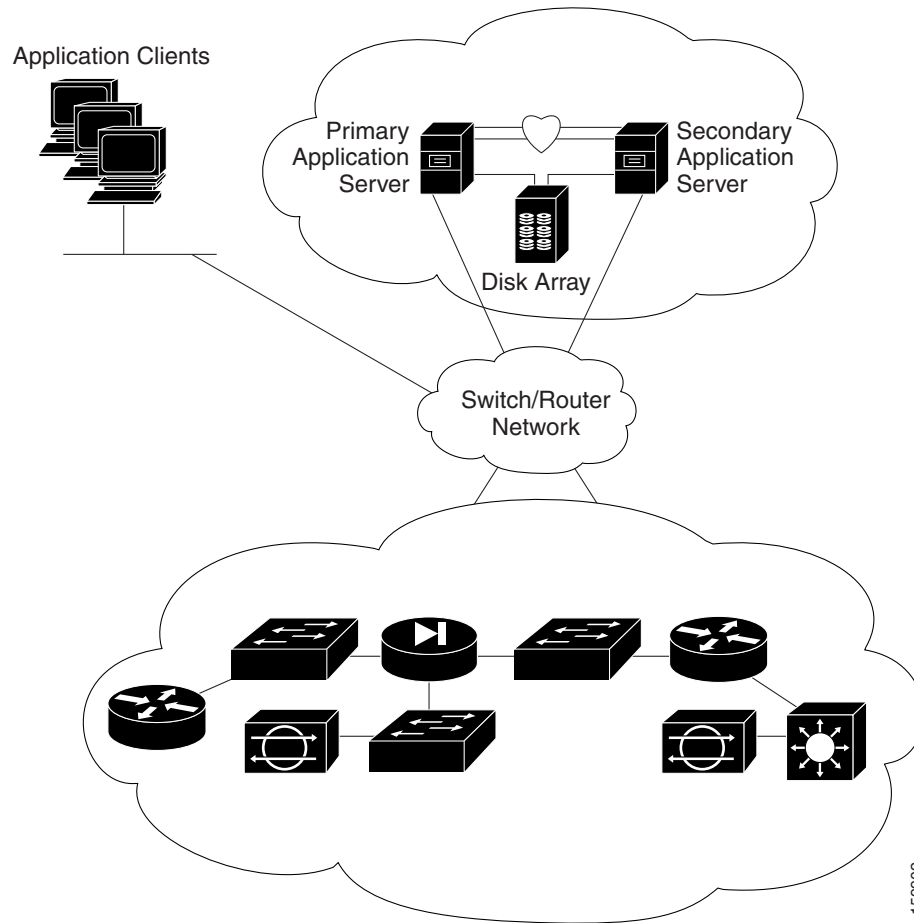 Application Clients
Primary
Application
Server
Secondary
Application
Server
Disk Array
Switch/Router
Network